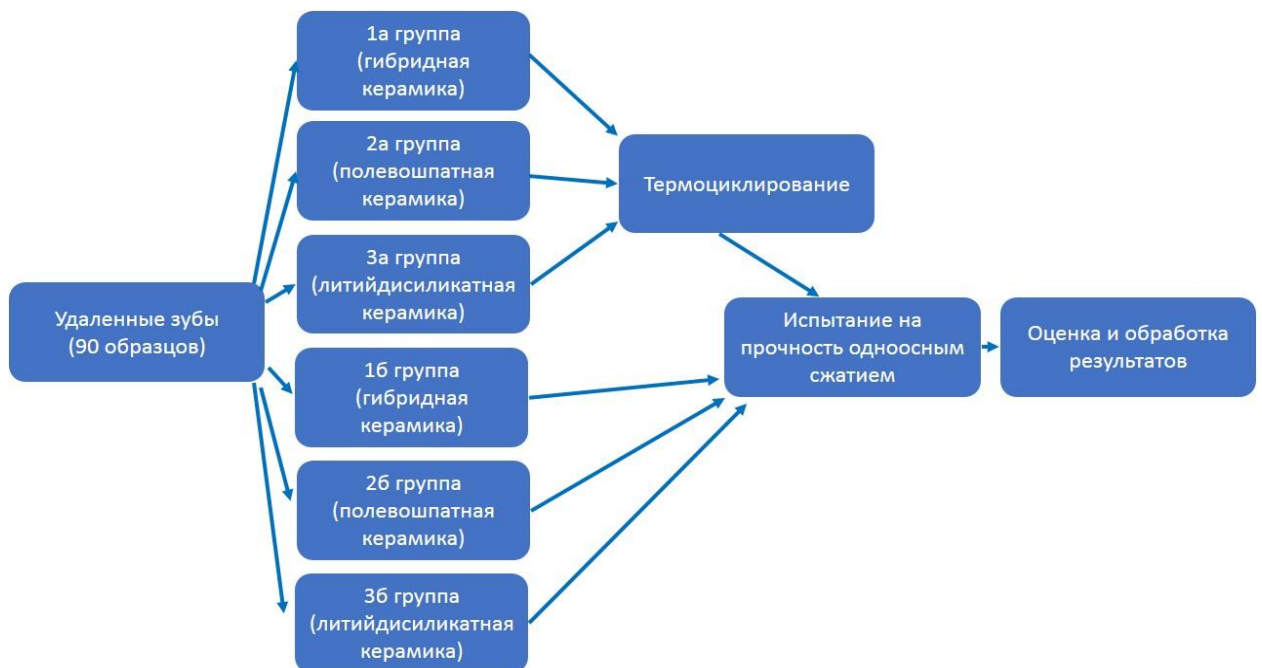 1а группа
(гибридная
керамика)
2а группа
(полевошпатная
керамика)
3а группа
(литийдисиликатная
керамика)
Удаленные зубы
(90 образцов)
1б группа
(гибридная
керамика)
2б группа
(полевошпатная
керамика)
3б группа
(литийдисиликатная
керамика)
Термоциклирование
Испытание на
прочность одноосным
сжатием
Оценка и обработка
результатов